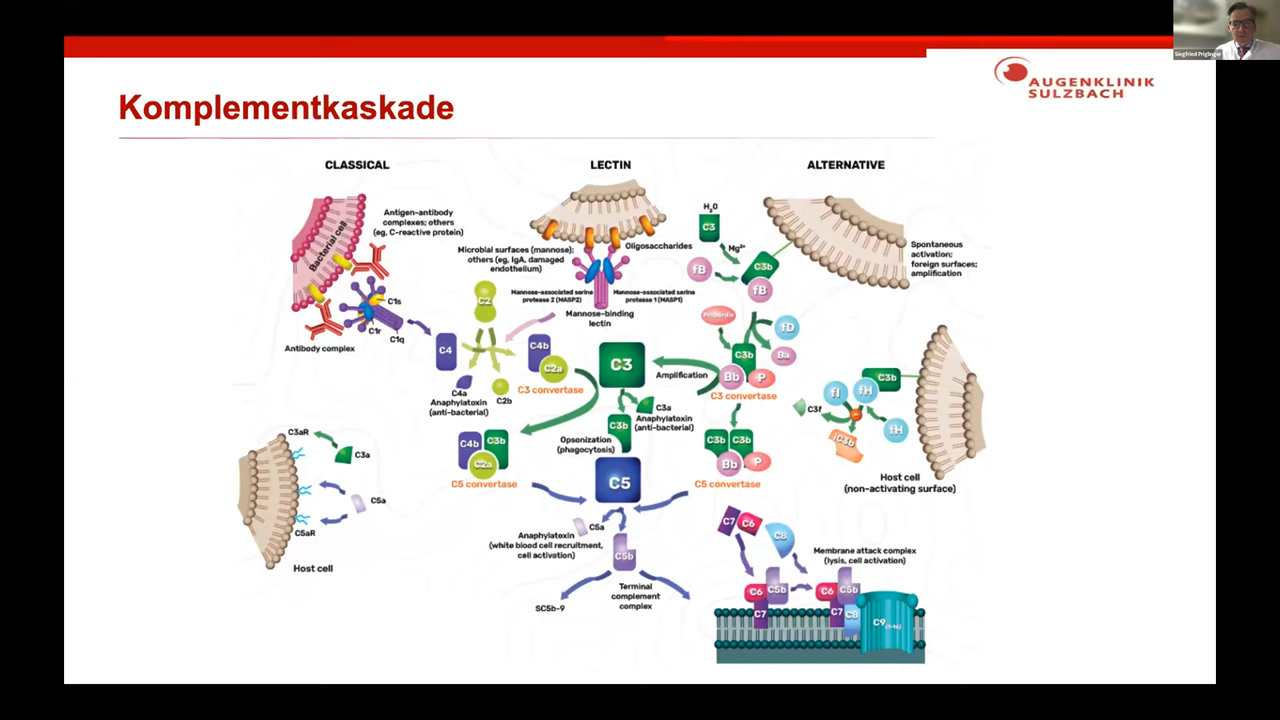 Siegfried Priglinger
AUGENKLINIK
SULZBACH
Komplementkaskade
CLASSICAL
LECTIN
ALTERNATIVE
Bacterial cell
Antigen-antibody
complexes; others
(eg, C-reactive protein)
C1s
C1r
C1q
Antibody complex
Microbial surfaces (mannose);
others (eg, IgA, damaged
endothelium)
Oligosaccharides
Mannose-associated serine
protease 2 (MASP2)
Mannose-associated serine
protease 1 (MASP1)
Mannose-binding
lectin
C2
C4
C4b
C2a
C3 convertase
C4a
Anaphylatoxin
(anti-bacterial)
C2b
H2O
C3
Mg2+
fB
C3b
fB
Spontaneous
activation;
foreign surfaces;
amplification
Properdin
fD
Ba
C3b
Bb
P
C3 convertase
Amplification
C3
C3a
Anaphylatoxin
(anti-bacterial)
C3b
Opsonization
(phagocytosis)
C4b
C3b
C2a
C5 convertase
C3b
C3b
Bb
P
C5 convertase
C5
C3b
fI
fH
C3f
iC3b
fH
Host cell
(non-activating surface)
C3aR
C3a
C5a
C5aR
Host cell
C5a
Anaphylatoxin
(white blood cell recruitment,
cell activation)
C5b
SC5b-9
Terminal
complement
complex
C7
C6
C8
Membrane attack complex
(lysis, cell activation)
C6
C5b
C7
C6
C5b
C7
C8
C9(1-16)